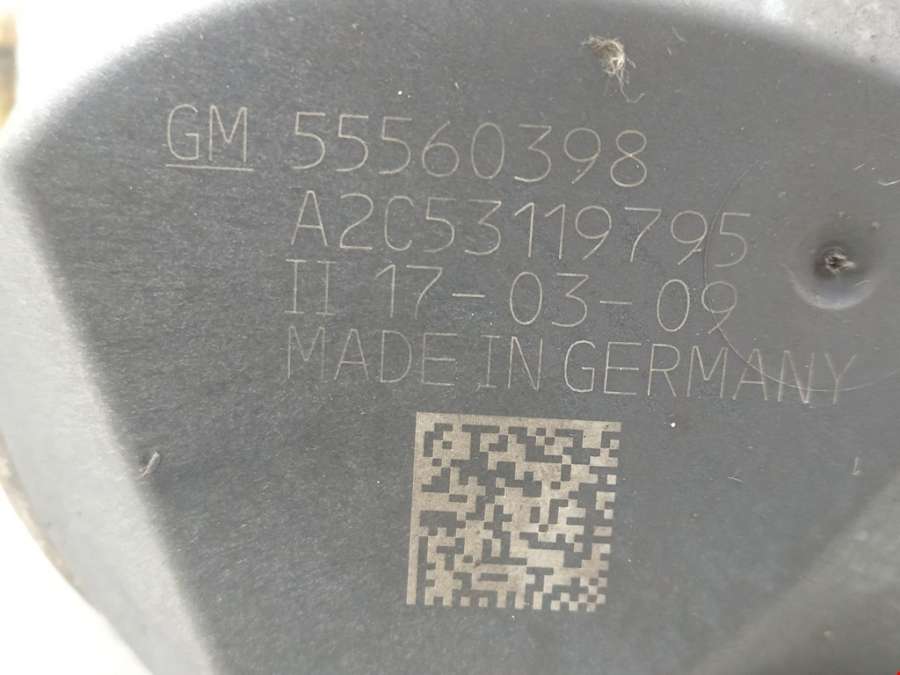 GM 55560398
A2C53119795
II 17-03-09
MADE IN GERMANY